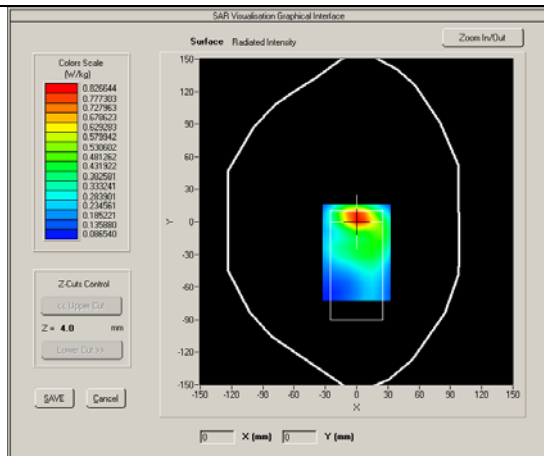 SAR Visualisation Graphical Interface
Surface Radiated Intensity
Zoom In/Out
Colors Scale
(W/kg)
0.826644
0.777303
0.727963
0.678623
0.629283
0.579942
0.530602
0.481262
0.431922
0.382581
0.333241
0.283901
0.234561
0.185221
0.135880
0.086540
Z-Cuts Control
<< Upper Cut
Z = 4.0 mm
Lower Cut >>
SAVE
Cancel
150
120
90
60
30
0
-30
-60
-90
-120
-150
Y
-150 -120 -90 -60 -30 0 30 60 90 120 150
X
0 X (mm) 0 Y (mm)